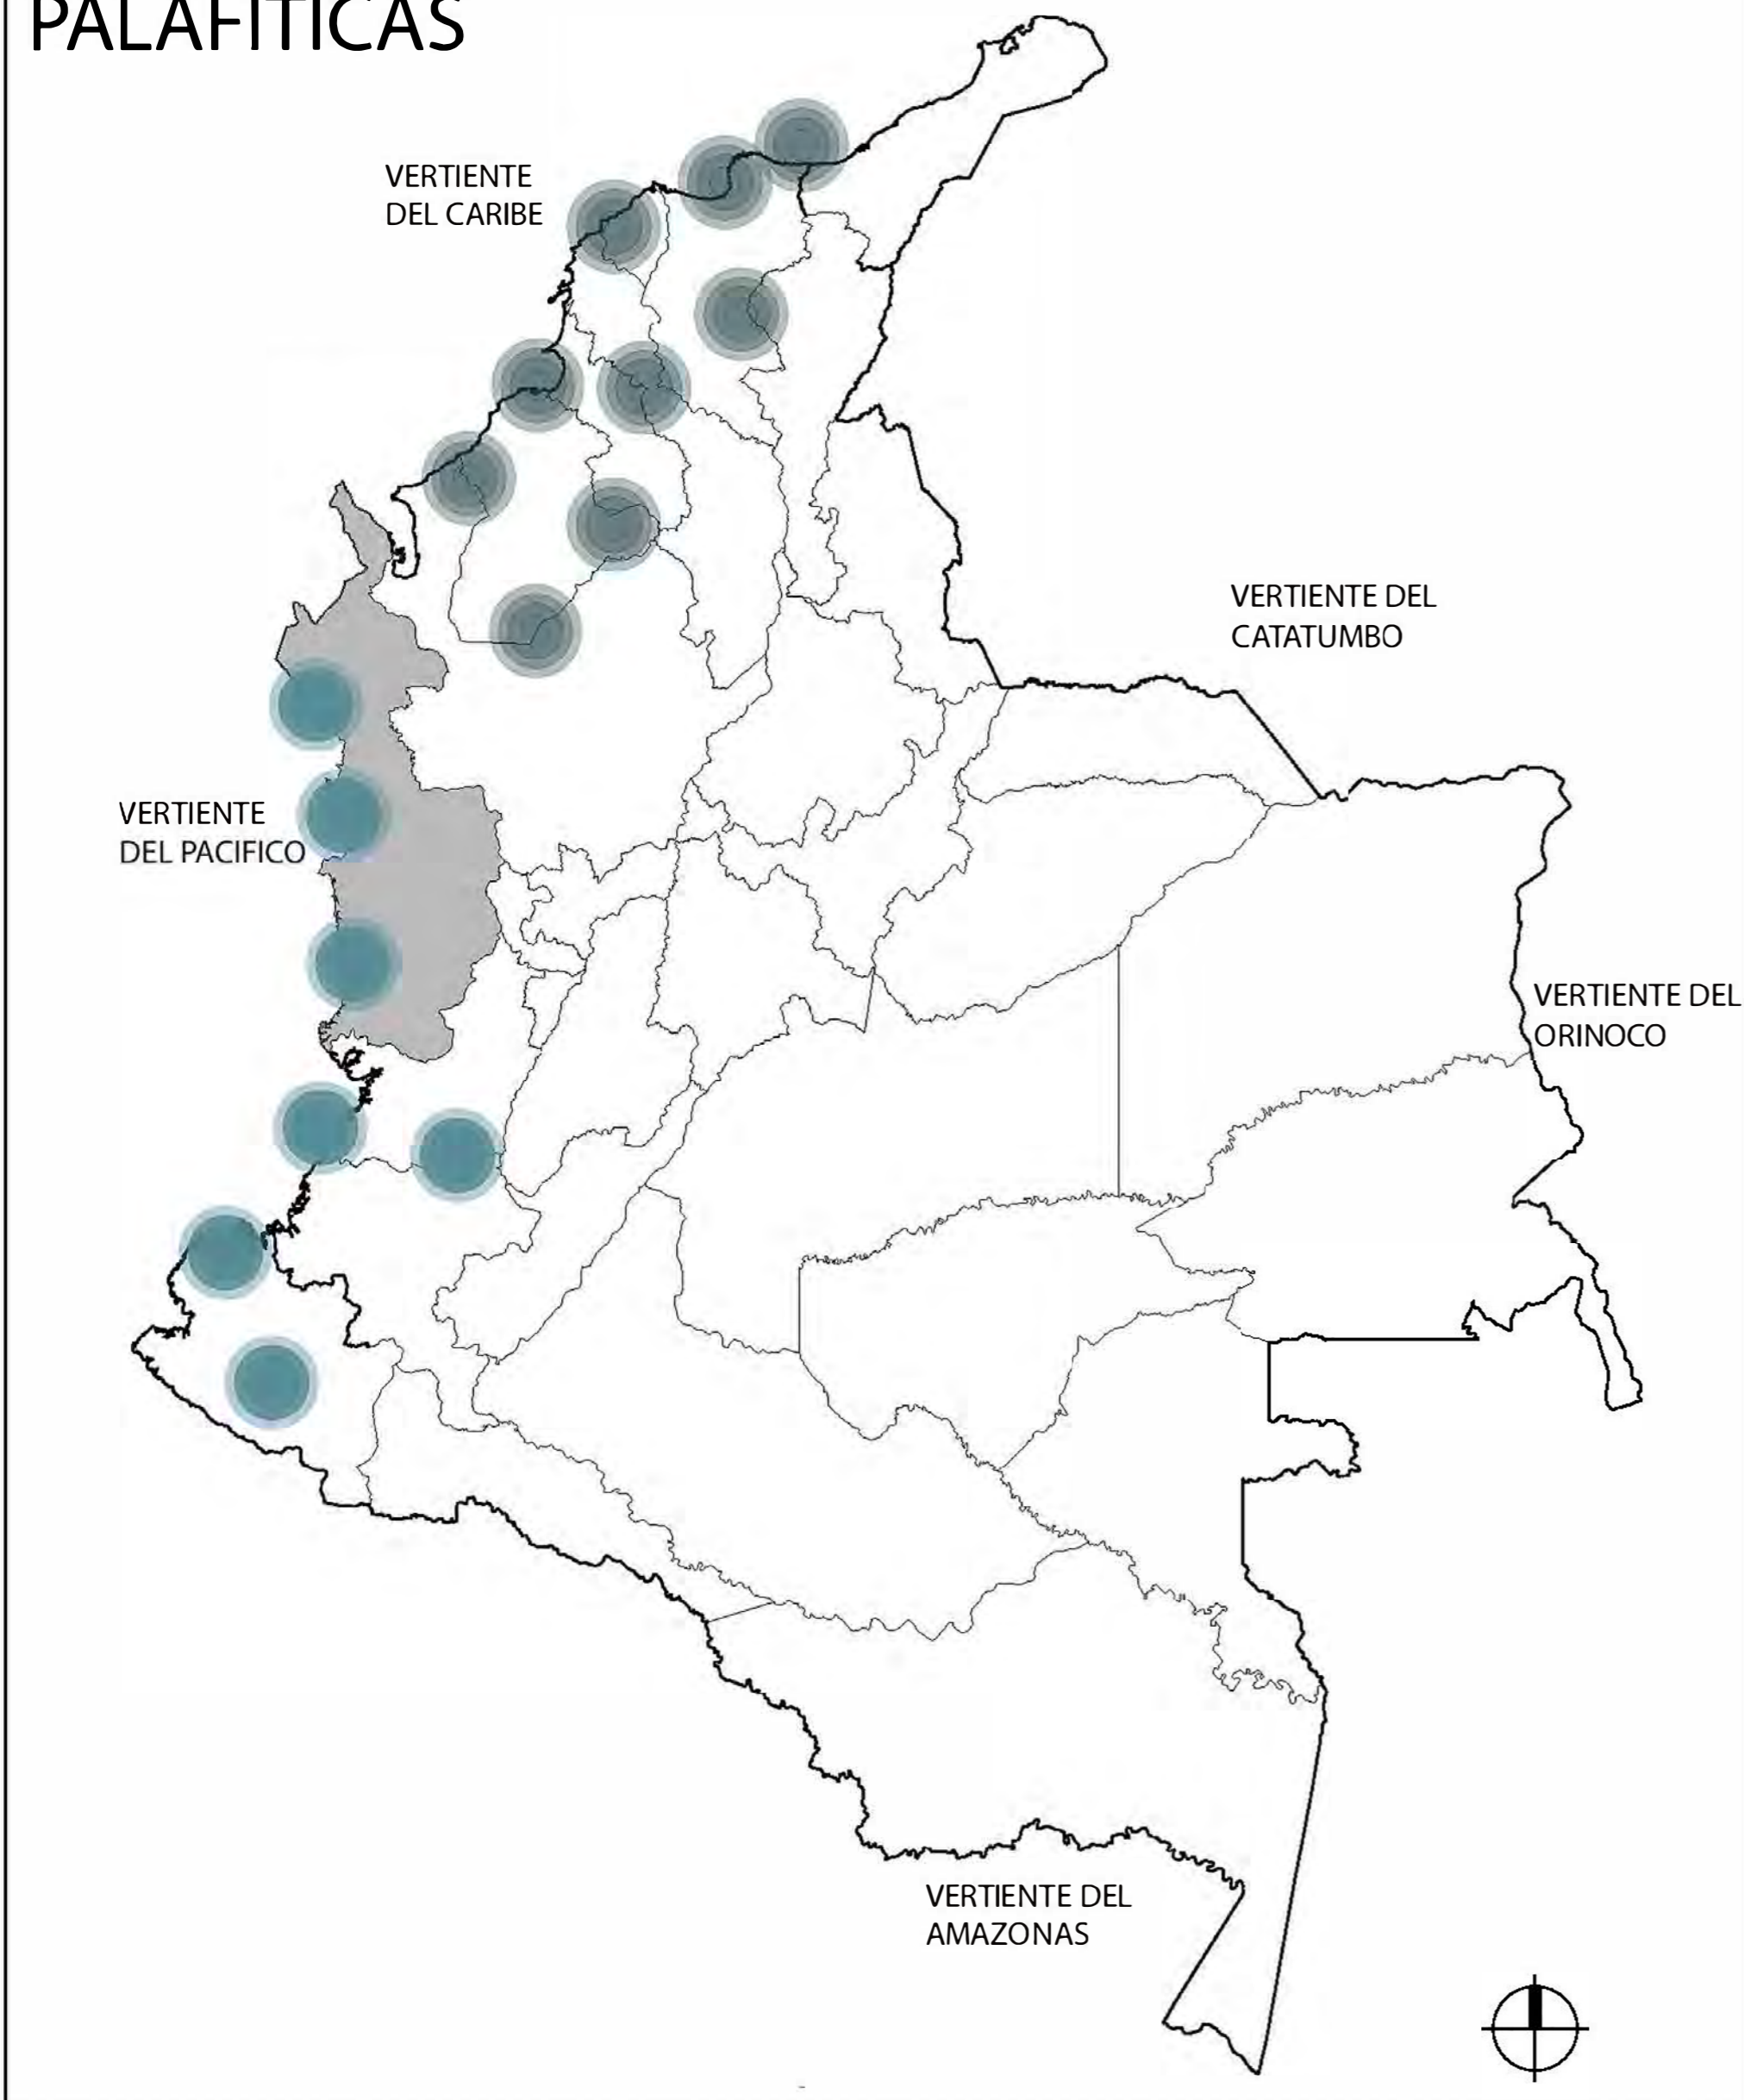 PALAFITICAS
VERTIENTE
DEL CARIBE
VERTIENTE DEL
CATATUMBO
VERTIENTE
DEL PACIFICO
VERTIENTE DEL
ORINOCO
VERTIENTE DEL
AMAZONAS